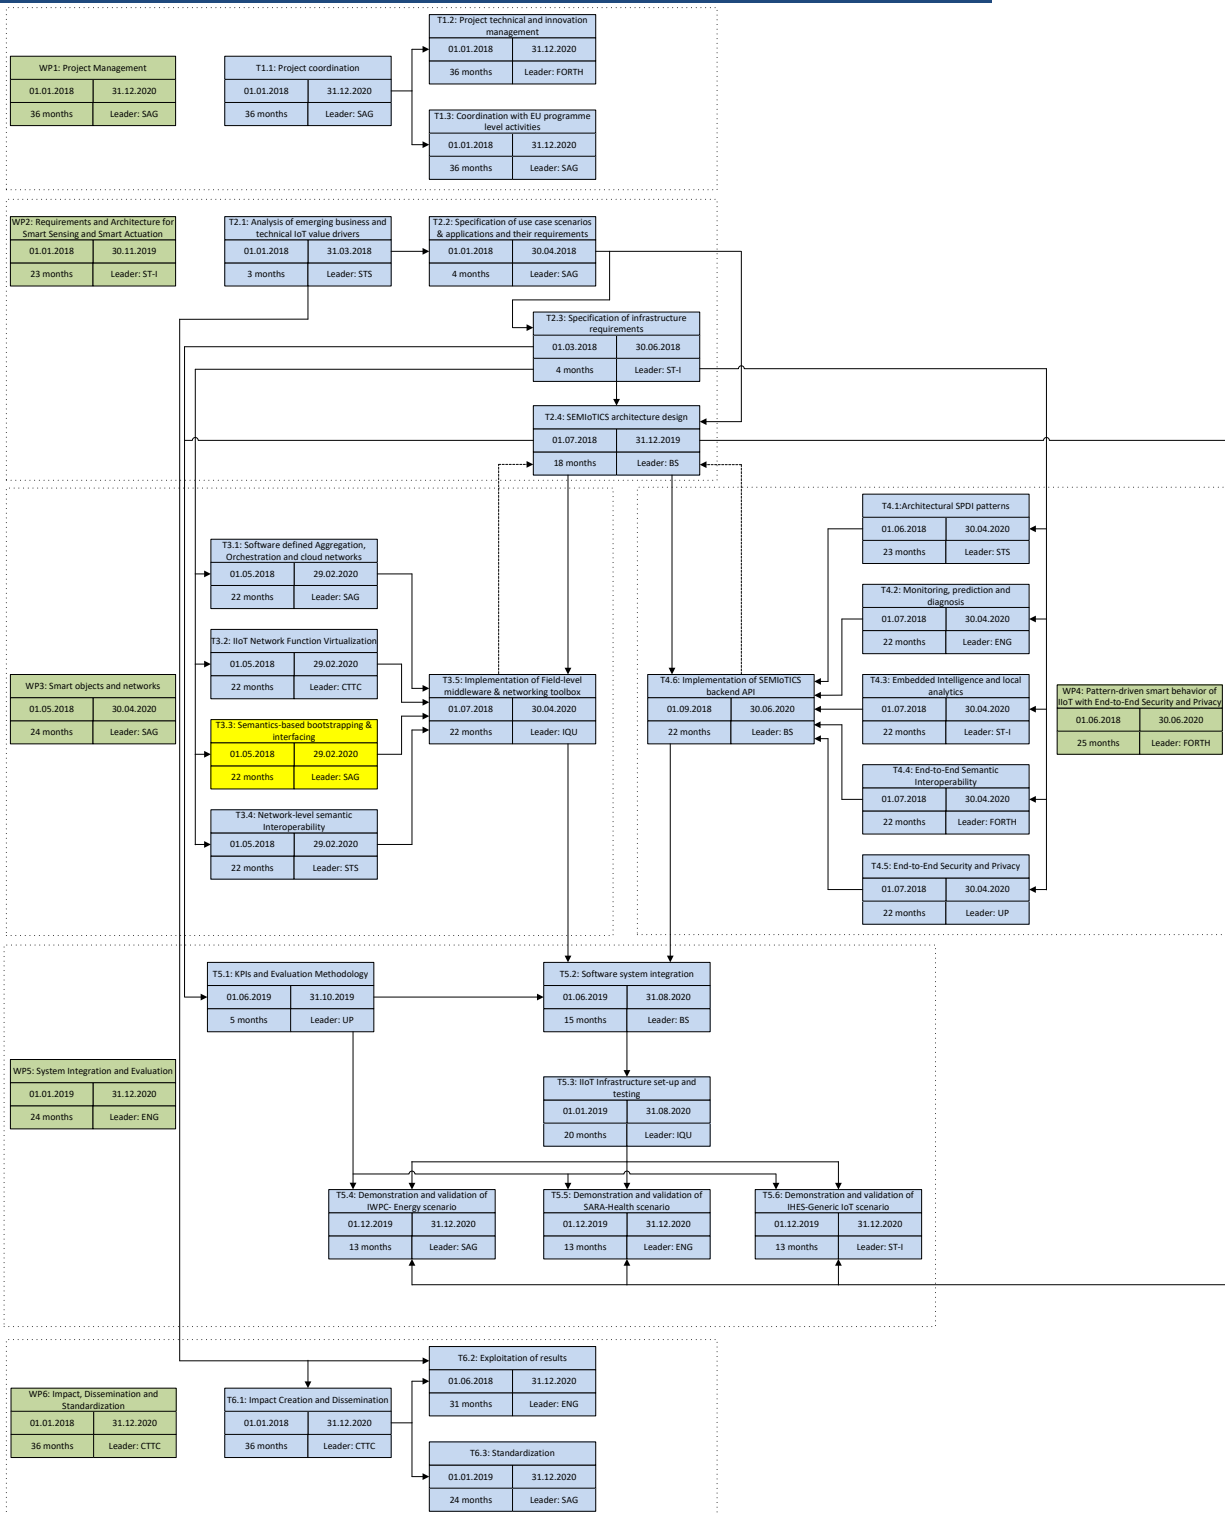 T1.2: Project technical and innovation
management
01.01.2018 31.12.2020
36 months Leader: FORTH
WP1: Project Management
01.01.2018 31.12.2020
36 months Leader: SAG
T1.1: Project coordination
01.01.2018 31.12.2020
36 months Leader: SAG
T1.3: Coordination with EU programme
level activities
01.01.2018 31.12.2020
36 months Leader: SAG
WP2: Requirements and Architecture for
Smart Sensing and Smart Actuation
01.01.2018 30.11.2019
23 months Leader: ST-I
T2.1: Analysis of emerging business and
technical IoT value drivers
01.01.2018 31.03.2018
3 months Leader: STS
T2.2: Specification of use case scenarios
& applications and their requirements
01.01.2018 30.04.2018
4 months Leader: SAG
T2.3: Specification of infrastructure
requirements
01.03.2018 30.06.2018
4 months Leader: ST-I
T2.4: SEMIoTICS architecture design
01.07.2018 31.12.2019
18 months Leader: BS
WP3: Smart objects and networks
01.05.2018 30.04.2020
24 months Leader: SAG
T3.1: Software defined Aggregation,
Orchestration and cloud networks
01.05.2018 29.02.2020
22 months Leader: SAG
T3.2: IIoT Network Function Virtualization
01.05.2018 29.02.2020
22 months Leader: CTTC
T3.3: Semantics-based bootstrapping &
interfacing
01.05.2018 29.02.2020
22 months Leader: SAG
T3.4: Network-level semantic
Interoperability
01.05.2018 29.02.2020
22 months Leader: STS
T3.5: Implementation of Field-level
middleware & networking toolbox
01.07.2018 30.04.2020
22 months Leader: IQU
T4.6: Implementation of SEMIoTICS
backend API
01.09.2018 30.06.2020
22 months Leader: BS
T4.1:Architectural SPDI patterns
01.06.2018 30.04.2020
23 months Leader: STS
T4.2: Monitoring, prediction and
diagnosis
01.07.2018 30.04.2020
22 months Leader: ENG
T4.3: Embedded Intelligence and local
analytics
01.07.2018 30.04.2020
22 months Leader: ST-I
T4.4: End-to-End Semantic
Interoperability
01.07.2018 30.04.2020
22 months Leader: FORTH
T4.5: End-to-End Security and Privacy
01.07.2018 30.04.2020
22 months Leader: UP
WP4: Pattern-driven smart behavior of
IIoT with End-to-End Security and Privacy
01.06.2018 30.06.2020
25 months Leader: FORTH
T5.1: KPIs and Evaluation Methodology
01.06.2019 31.10.2019
5 months Leader: UP
T5.2: Software system integration
01.06.2019 31.08.2020
15 months Leader: BS
WP5: System Integration and Evaluation
01.01.2019 31.12.2020
24 months Leader: ENG
T5.3: IIoT Infrastructure set-up and
testing
01.01.2019 31.08.2020
20 months Leader: IQU
T5.4: Demonstration and validation of
IWPC- Energy scenario
01.12.2019 31.12.2020
13 months Leader: SAG
T5.5: Demonstration and validation of
SARA-Health scenario
01.12.2019 31.12.2020
13 months Leader: ENG
T5.6: Demonstration and validation of
IHES-Generic IoT scenario
01.12.2019 31.12.2020
13 months Leader: ST-I
T6.2: Exploitation of results
01.06.2018 31.12.2020
31 months Leader: ENG
WP6: Impact, Dissemination and
Standardization
01.01.2018 31.12.2020
36 months Leader: CTTC
T6.1: Impact Creation and Dissemination
01.01.2018 31.12.2020
36 months Leader: CTTC
T6.3: Standardization
01.01.2019 31.12.2020
24 months Leader: SAG